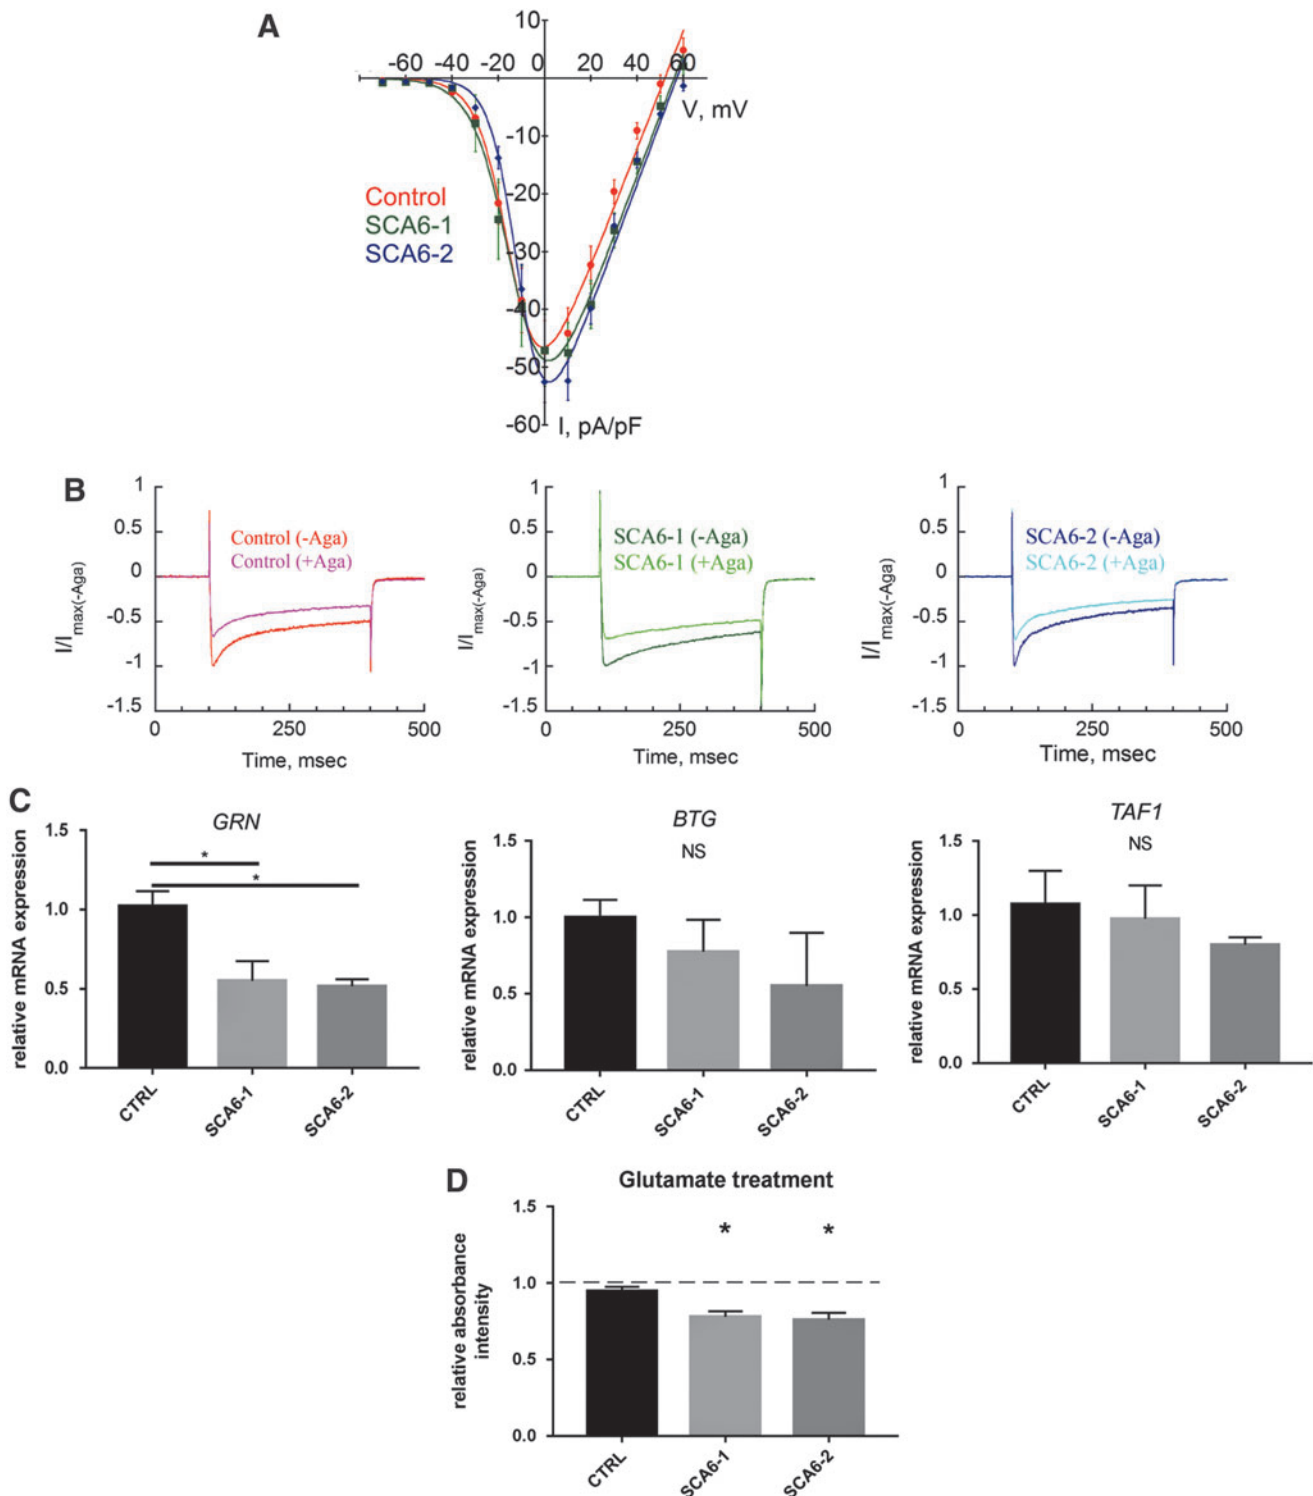 A
10
-60 -40 -20 0 20 40 60
V, mV
-10
-20
-30
-40
-50
-60
I, pA/pF
Control
SCA6-1
SCA6-2
B
1
0.5
0
-0.5
-1
-1.5
I/I max(-Aga)
Control (-Aga)
Control (+Aga)
0 250 500
Time, msec
1
0.5
0
-0.5
-1
-1.5
I/I max(-Aga)
SCA6-1 (-Aga)
SCA6-1 (+Aga)
0 250 500
Time, msec
1
0.5
0
-0.5
-1
-1.5
I/I max(-Aga)
SCA6-2 (-Aga)
SCA6-2 (+Aga)
0 250 500
Time, msec
C
GRN
relative mRNA expression
1.5
1.0
0.5
0.0
*
*
CTRL SCA6-1 SCA6-2
BTG
NS
relative mRNA expression
1.5
1.0
0.5
0.0
CTRL SCA6-1 SCA6-2
TAF1
NS
relative mRNA expression
1.5
1.0
0.5
0.0
CTRL SCA6-1 SCA6-2
D
Glutamate treatment
relative absorbance
intensity
1.5
1.0
0.5
0.0
* *
CTRL SCA6-1 SCA6-2